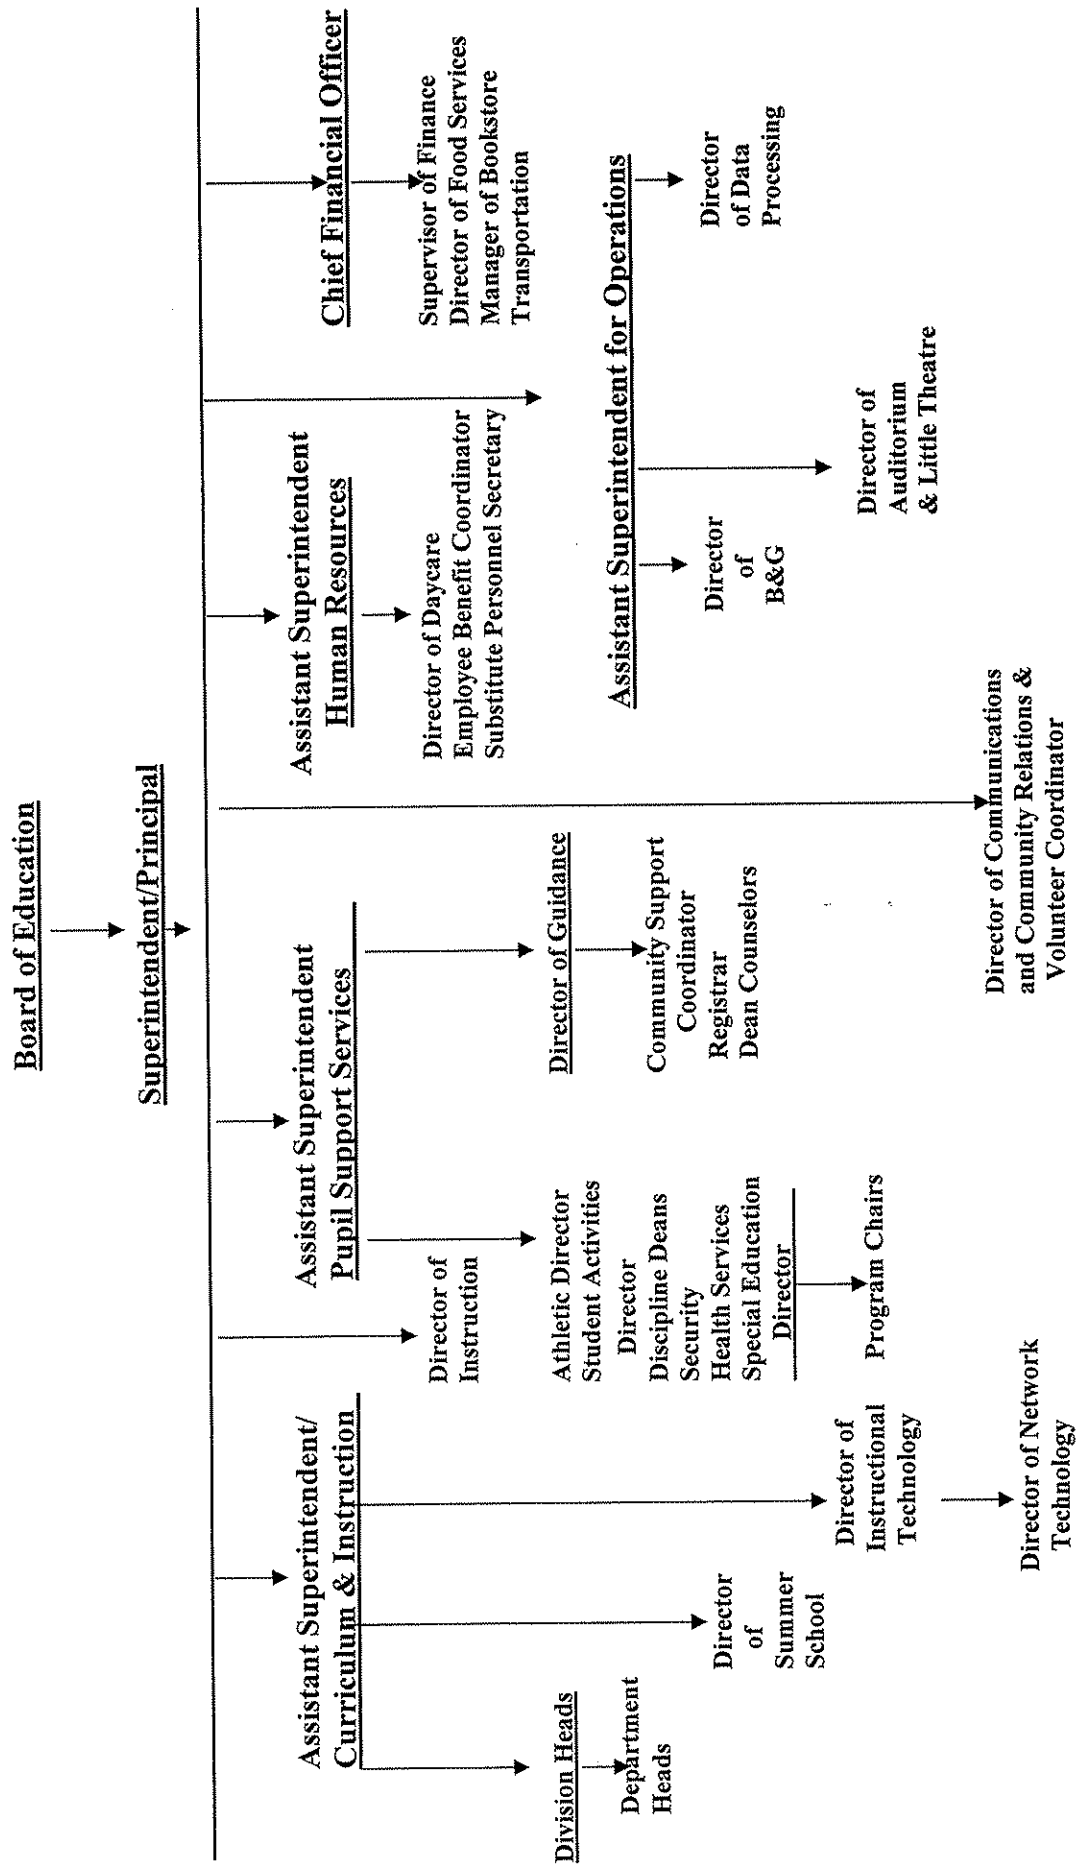 Board of Education
Superintendent/Principal
Assistant Superintendent/
Curriculum & Instruction
Division Heads
Department
Heads
Director
of
Summer
School
Director of
Instructional
Technology
Director of Network
Technology
Director of
Instruction
Assistant Superintendent
Pupil Support Services
Athletic Director
Student Activities
Director
Discipline Deans
Security
Health Services
Special Education
Director
Program Chairs
Director of Guidance
Community Support
Coordinator
Registrar
Dean Counselors
Director of Communications
and Community Relations &
Volunteer Coordinator
Assistant Superintendent
Human Resources
Director of Daycare
Employee Benefit Coordinator
Substitute Personnel Secretary
Assistant Superintendent for Operations
Director
of
B&G
Director of
Auditorium
& Little Theatre
Director
of Data
Processing
Chief Financial Officer
Supervisor of Finance
Director of Food Services
Manager of Bookstore
Transportation